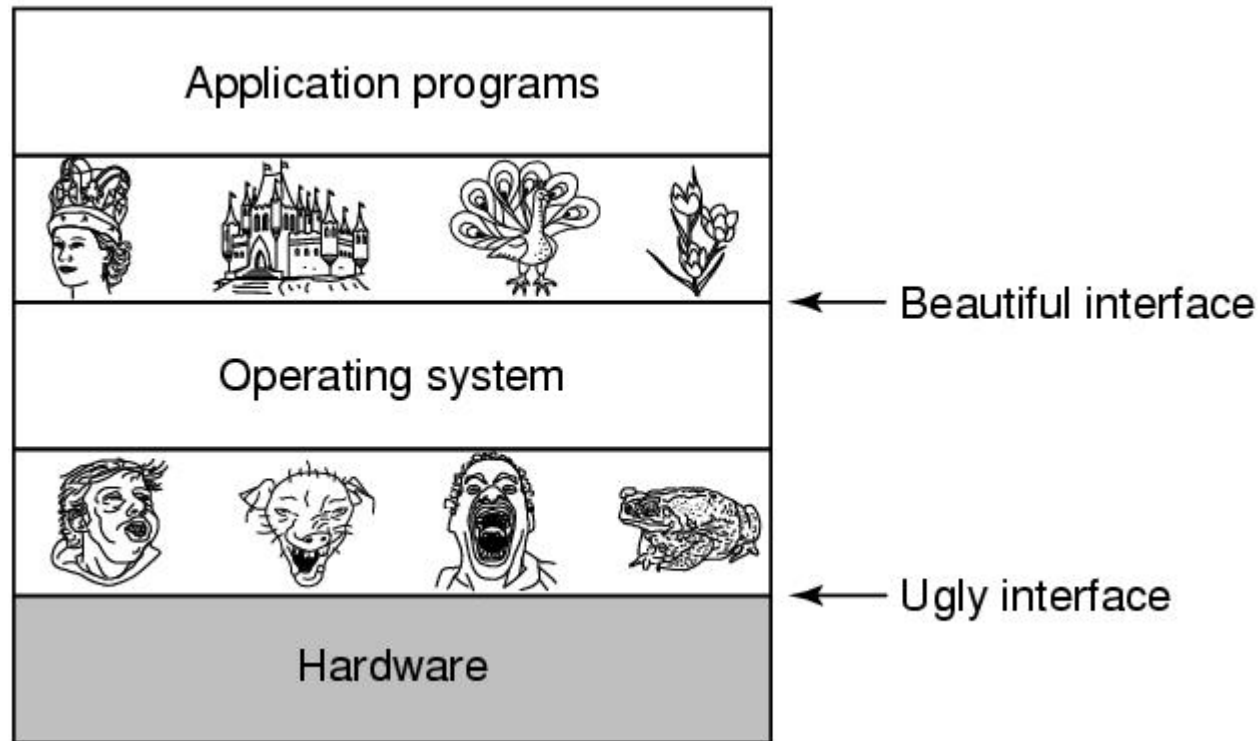 Application programs
Beautiful interface
Operating system
Ugly interface
Hardware